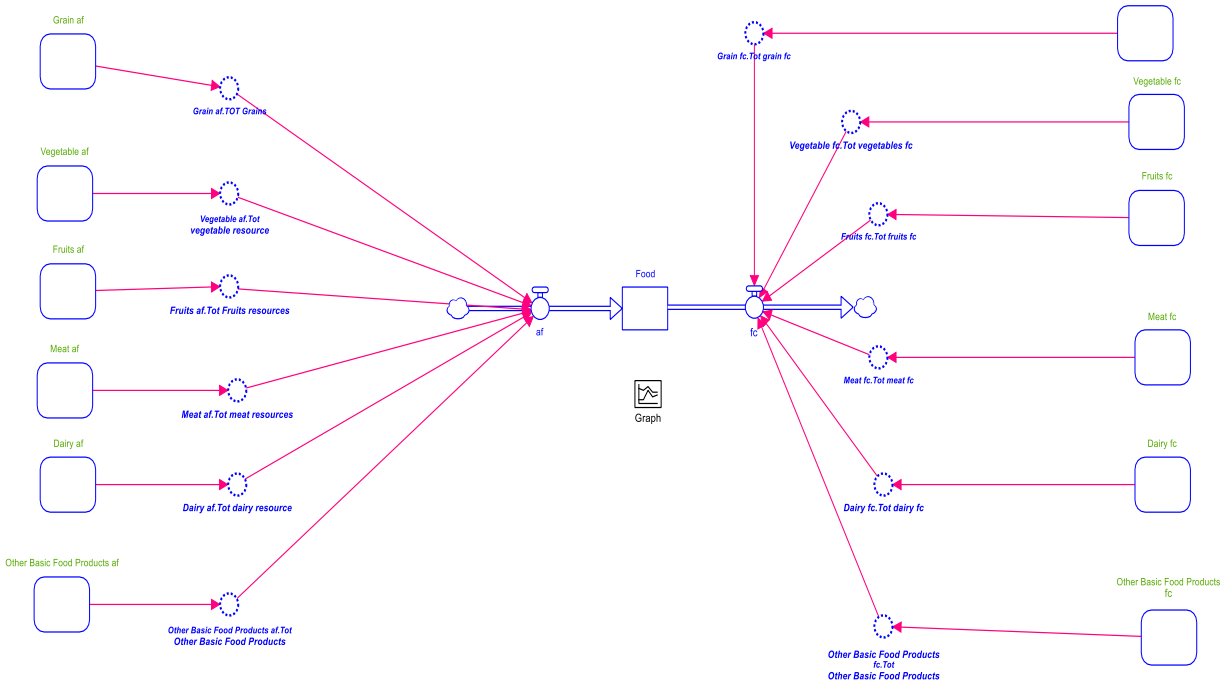 Grain af
Grain af.TOT Grains
Vegetable af
Vegetable af.Tot
vegetable resource
Fruits af
Fruits af.Tot Fruits resources
Meat af
Meat af.Tot meat resources
Dairy af
Dairy af.Tot dairy resource
Other Basic Food Products af
Other Basic Food Products af.Tot
Other Basic Food Products
af
Food
fc
Graph
Grain fc.Tot grain fc
Vegetable fc
Vegetable fc.Tot vegetables fc
Fruits fc
Fruits fc.Tot fruits fc
Meat fc
Meat fc.Tot meat fc
Dairy fc
Dairy fc.Tot dairy fc
Other Basic Food Products
fc
Other Basic Food Products
fc.Tot
Other Basic Food Products